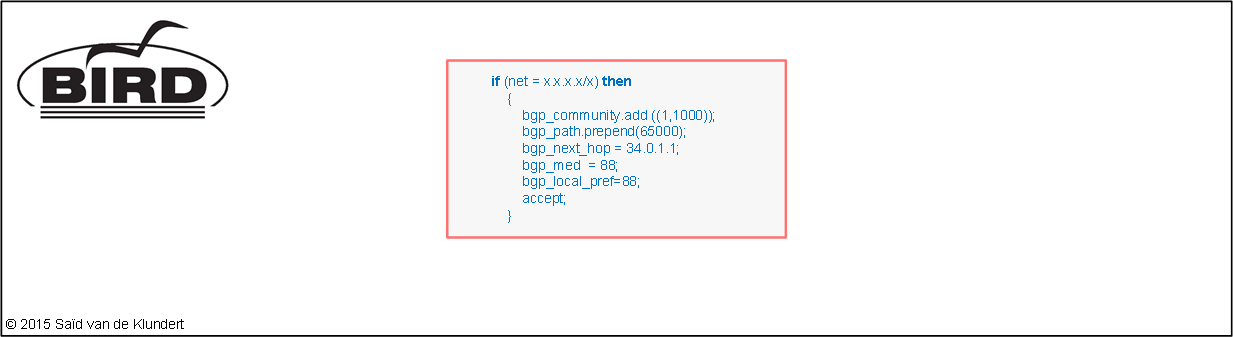 BIRD
if (net = x.x.x.x/x) then
{
bgp_community.add ((1,1000));
bgp_path.prepend(65000);
bgp_next_hop = 34.0.1.1;
bgp_med  = 88;
bgp_local_pref=88;
accept;
}
© 2015 Saïd van de Klundert